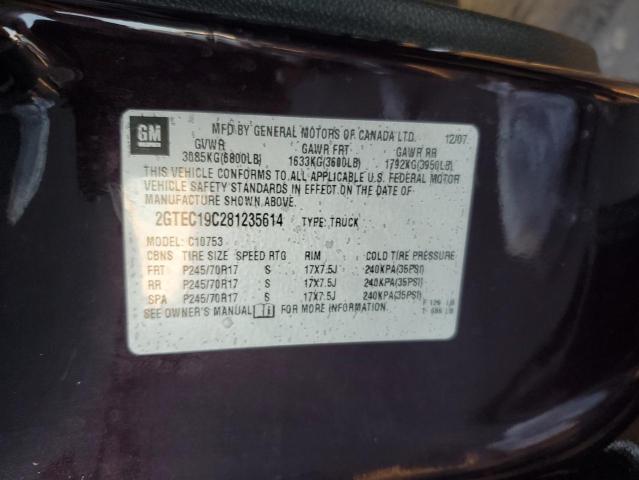 GM
MFD BY GENERAL MOTORS OF CANADA LTD. 12/07
GVWR GAWR FRT GAWR RR
3085KG(6800LB) 1633KG(3600LB) 1792KG(3950LB)
THIS VEHICLE CONFORMS TO ALL APPLICABLE U.S. FEDERAL MOTOR
VEHICLE SAFETY STANDARDS IN EFFECT ON THE DATE OF
MANUFACTURE SHOWN ABOVE.
2GTEC19C281235614 TYPE: TRUCK
MODEL: C10753
CBNS TIRE SIZE SPEED RTG RIM COLD TIRE PRESSURE
FRT P245/70R17 S 17X7.5J 240KPA(35PSI)
RR P245/70R17 S 17X7.5J 240KPA(35PSI)
SPA P245/70R17 S 17X7.5J 240KPA(35PSI)
SEE OWNER'S MANUAL FOR MORE INFORMATION.